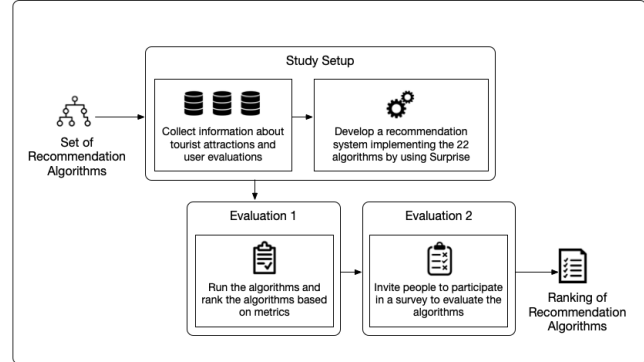 Study Setup
Set of
Recommendation
Algorithms
Collect information about
tourist attractions and
user evaluations
Develop a recommendation
system implementing the 22
algorithms by using Surprise
Evaluation 1
Run the algorithms and
rank the algorithms based
on metrics
Evaluation 2
Invite people to participate
in a survey to evaluate the
algorithms
Ranking of
Recommendation
Algorithms